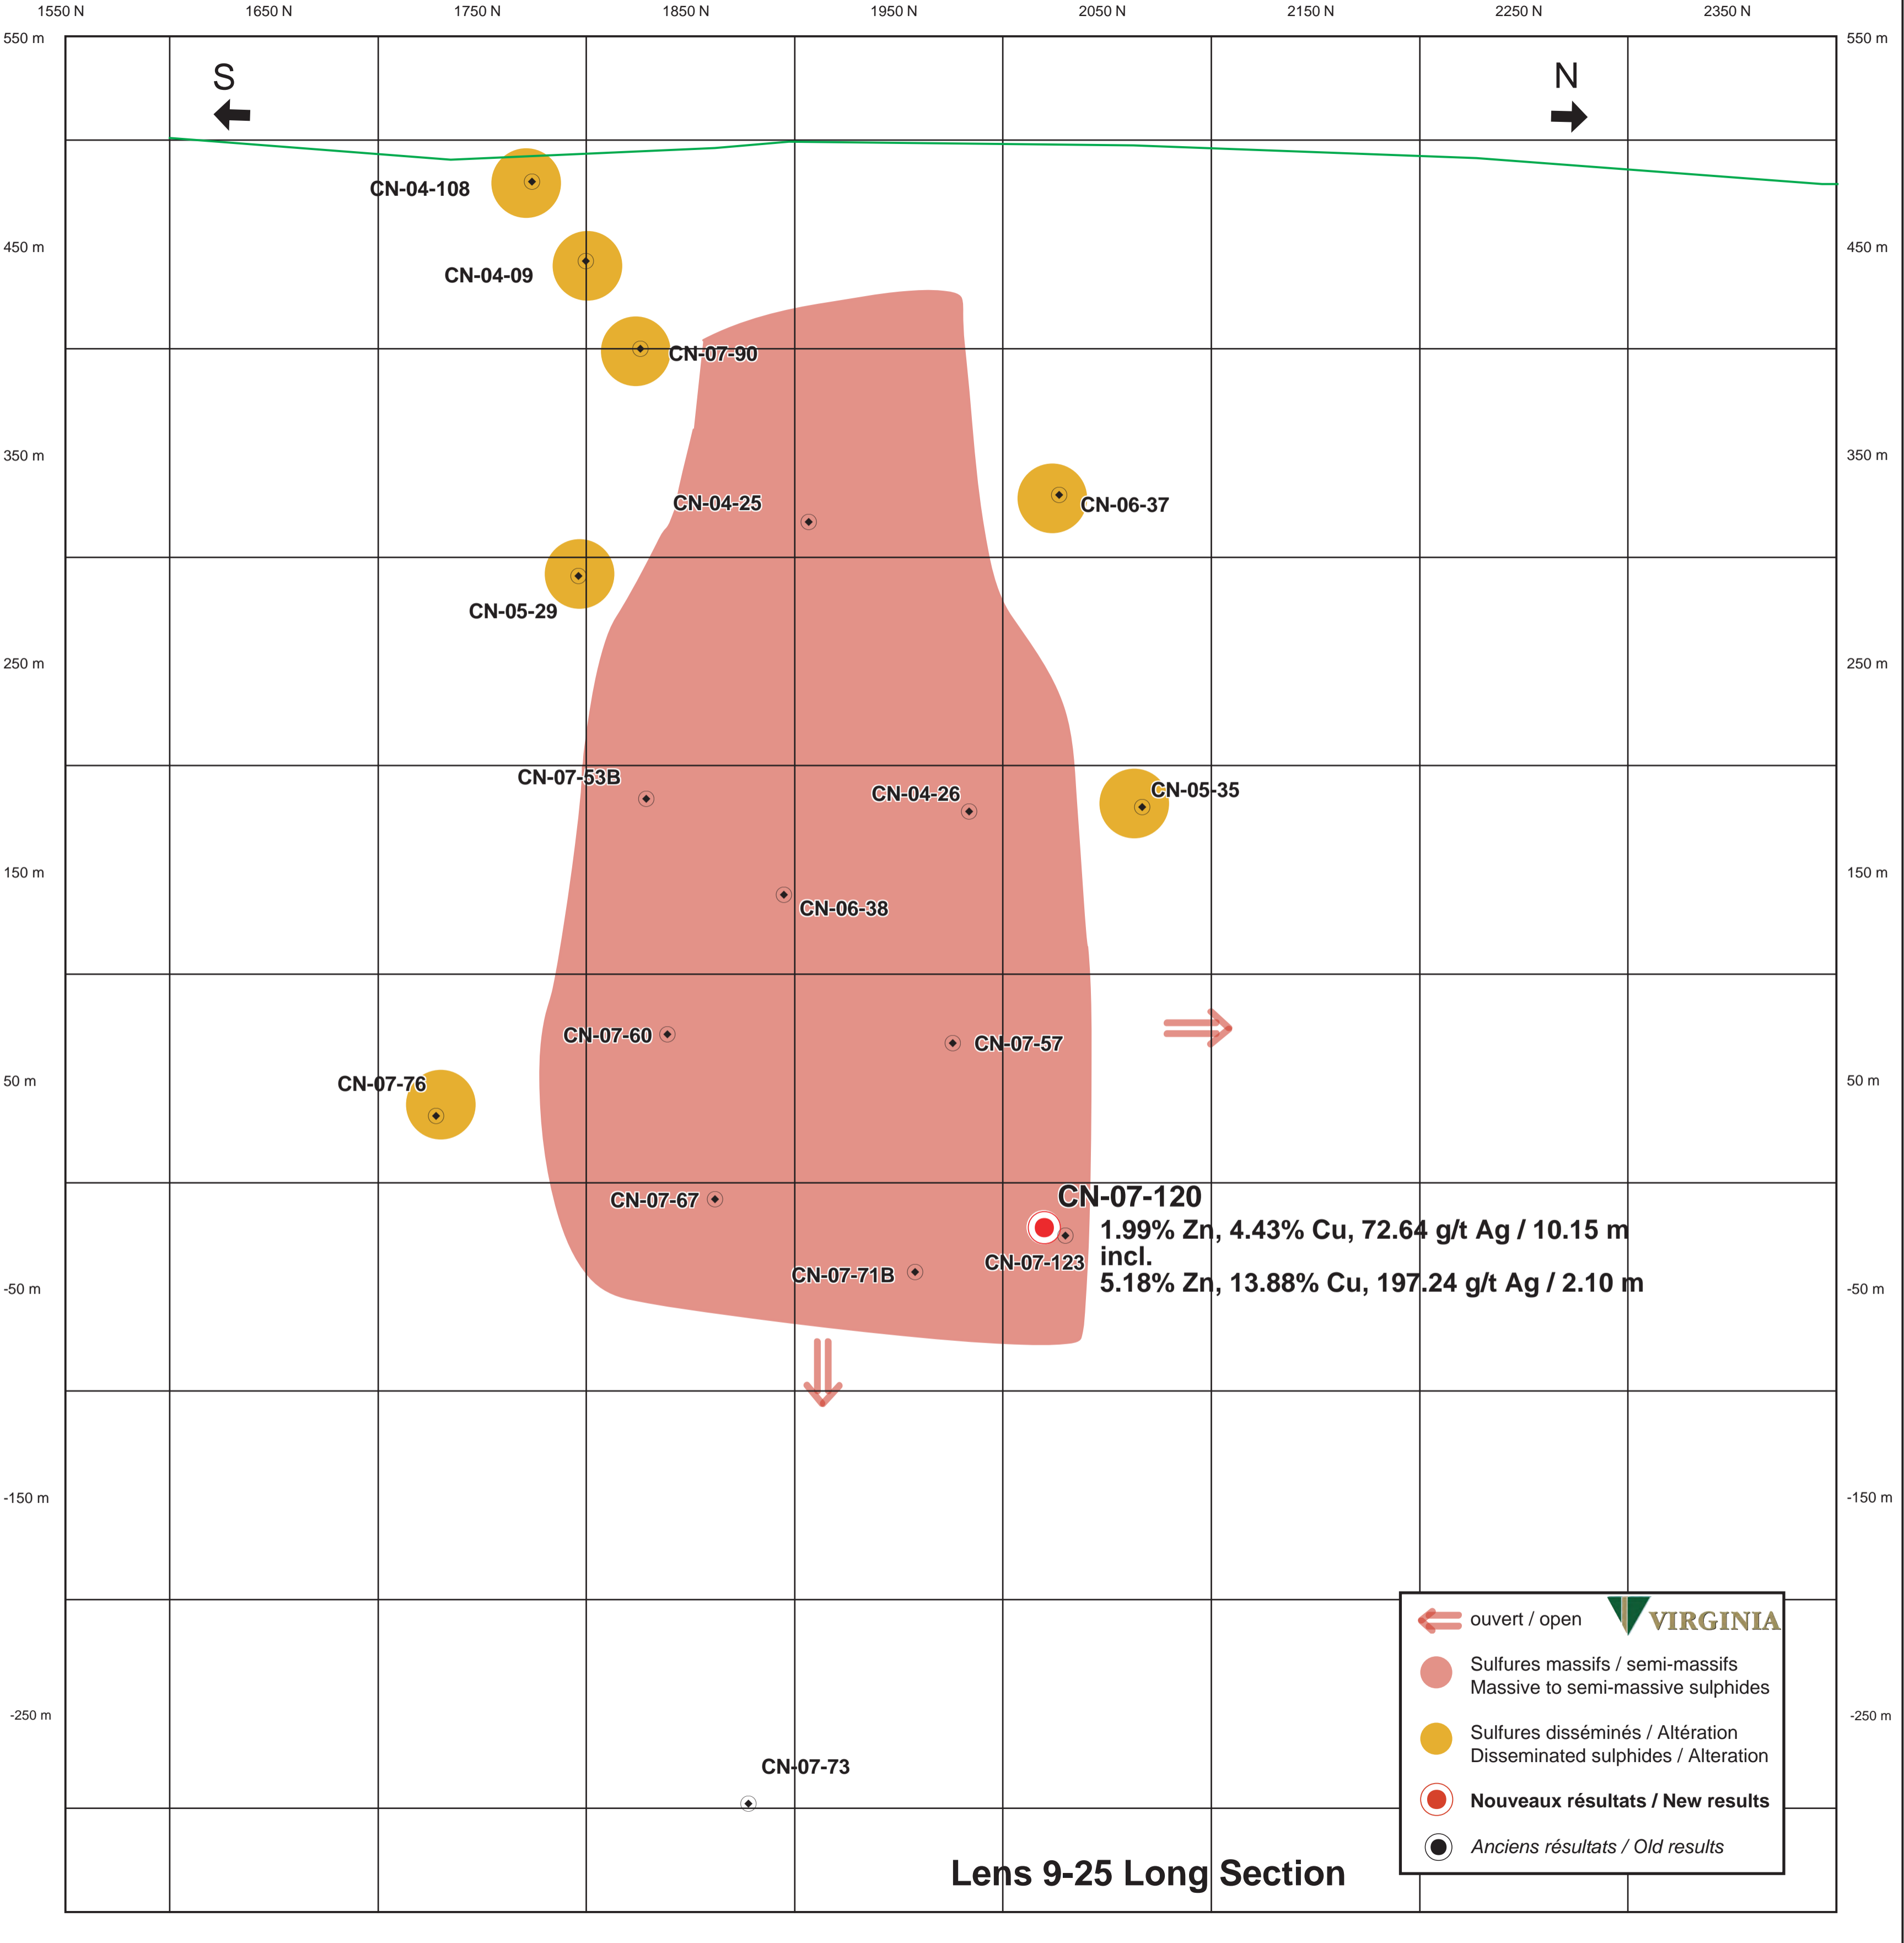 1550 N 1650 N 1750 N 1850 N 1950 N 2050 N 2150 N 2250 N 2350 N
550 m 550 m
S N
CN-04-108
450 m 450 m
CN-04-09
CN-07-90
350 m 350 m
CN-04-25
CN-06-37
CN-05-29
250 m 250 m
CN-07-53B
CN-04-26
CN-05-35
150 m 150 m
CN-06-38
CN-07-60
CN-07-57
50 m 50 m
CN-07-76
CN-07-67
CN-07-120
1.99% Zn, 4.43% Cu, 72.64 g/t Ag / 10.15 m
incl.
5.18% Zn, 13.88% Cu, 197.24 g/t Ag / 2.10 m
CN-07-123
CN-07-71B
-50 m -50 m
-150 m -150 m
ouvert / open
VIRGINIA
Sulfures massifs / semi-massifs
Massive to semi-massive sulphides
-250 m -250 m
Sulfures disséminés / Altération
Disseminated sulphides / Alteration
CN-07-73
Nouveaux résultats / New results
Anciens résultats / Old results
Lens 9-25 Long Section